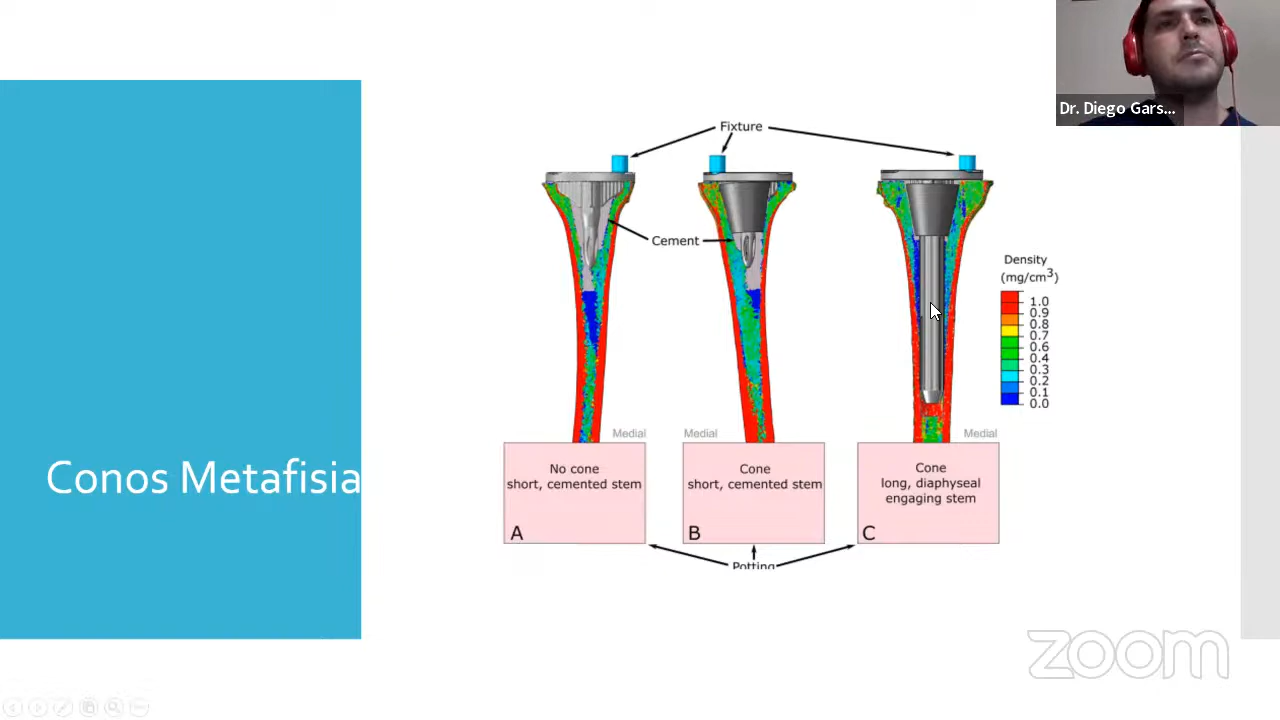 Dr. Diego Gars...
Fixture
Cement
Density
(mg/cm³)
1.0
0.9
0.8
0.7
0.6
0.4
0.3
0.2
0.1
0.0
Medial
Medial
Medial
Conos Metafisia
No cone
short, cemented stem
A
Cone
short, cemented stem
B
Cone
long, diaphyseal
engaging stem
C
Potting
zoom